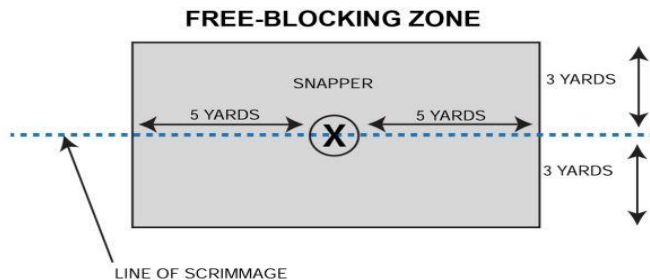 FREE-BLOCKING ZONE
SNAPPER
3 YARDS
5 YARDS
5 YARDS
X
3 YARDS
LINE OF SCRIMMAGE